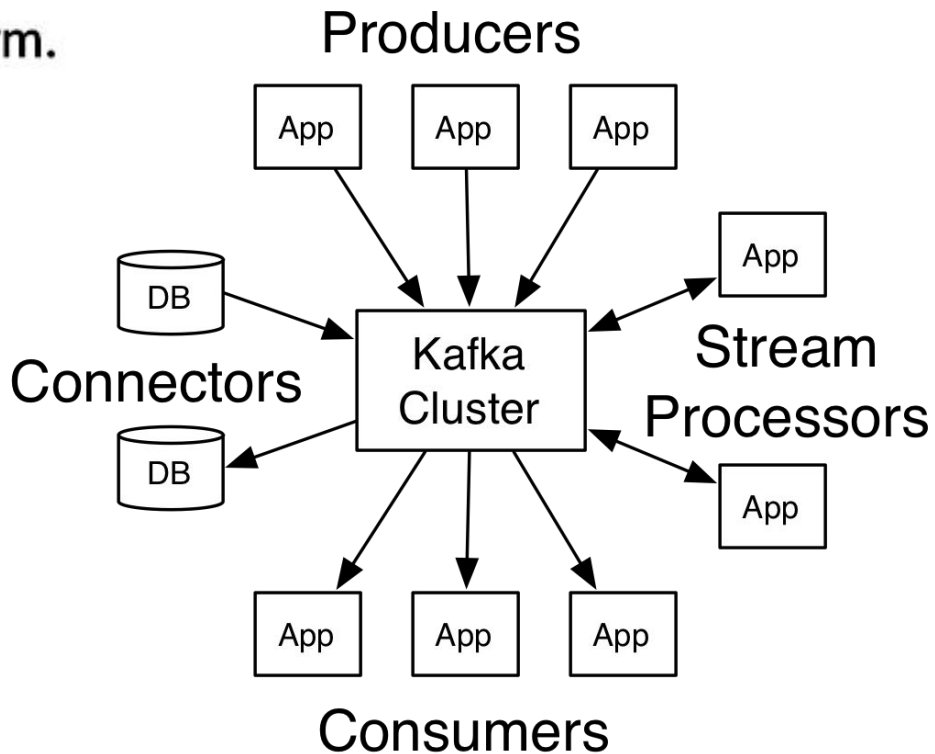 Producers
App
App
App
DB
App
Kafka
Cluster
Connectors
Stream
Processors
DB
App
App
App
App
Consumers